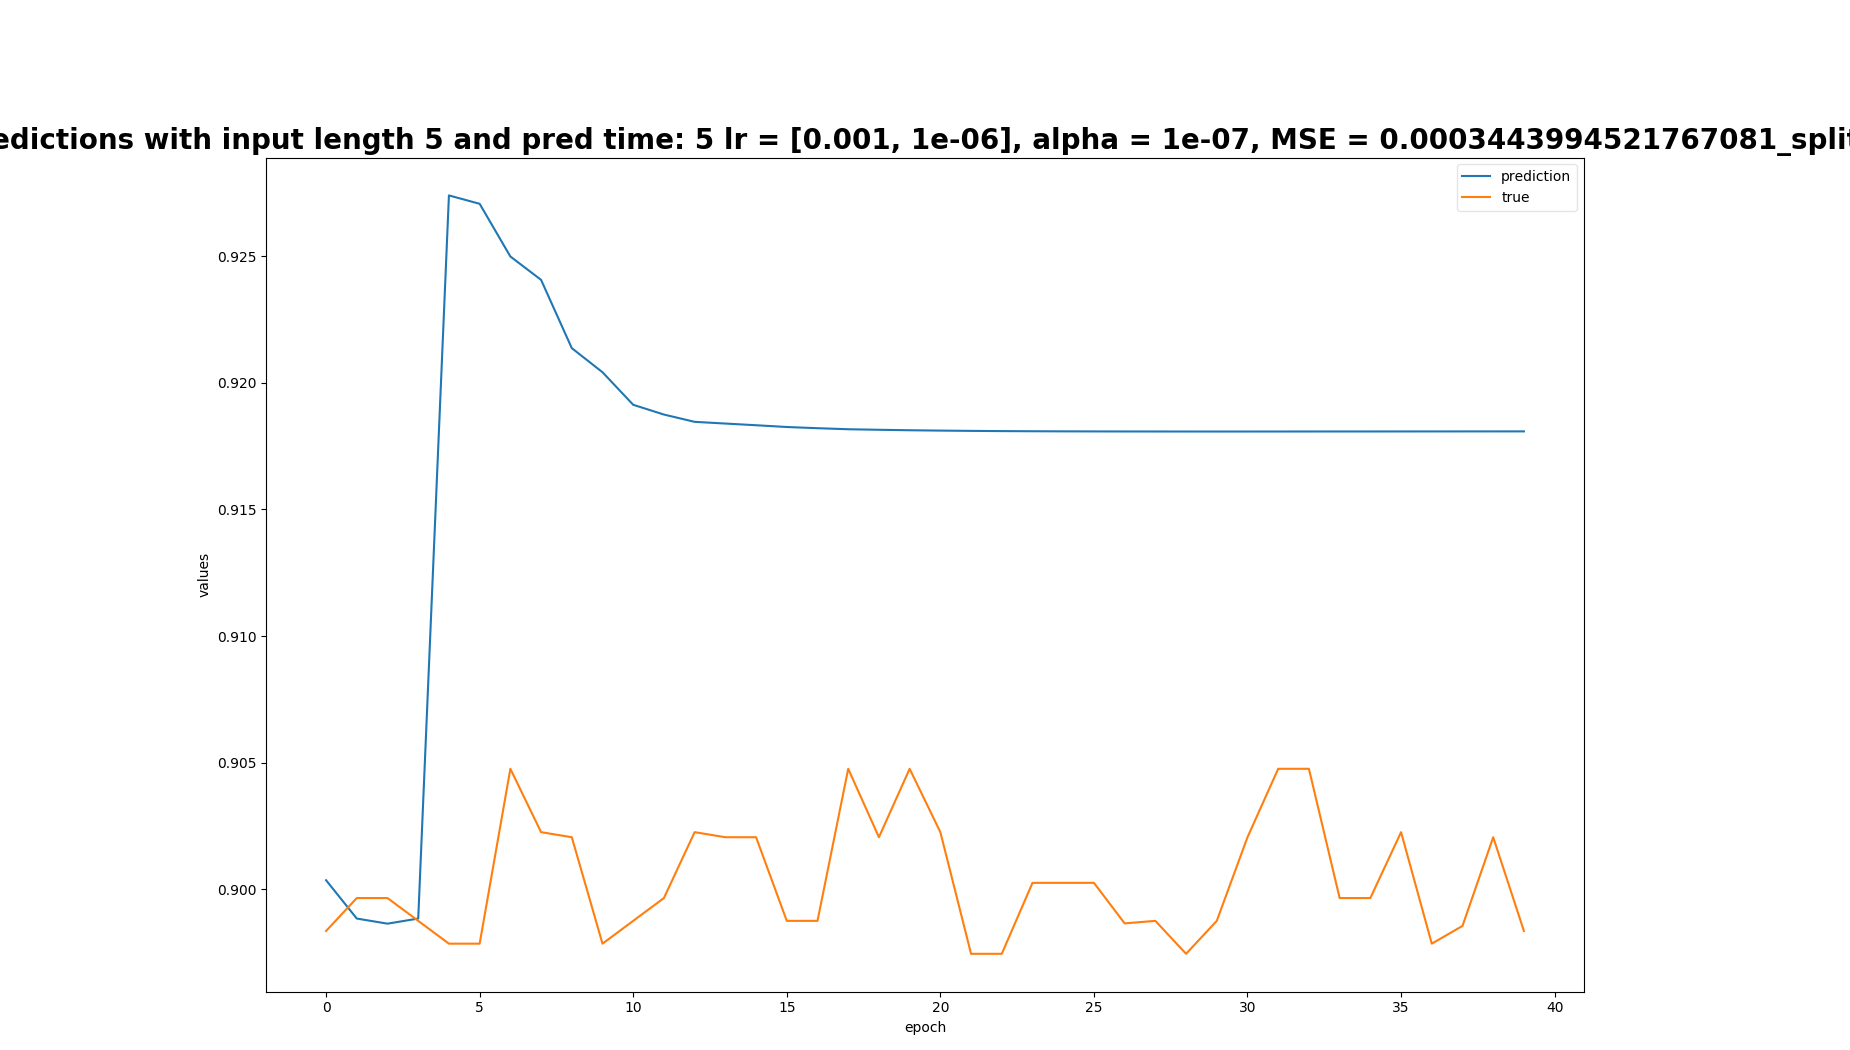 edictions with input length 5 and pred time: 5 lr = [0.001, 1e-06], alpha = 1e-07, MSE = 0.0003443994521767081_split
prediction
true
0.925
0.920
0.915
0.910
0.905
0.900
values
0 5 10 15 20 25 30 35 40
epoch